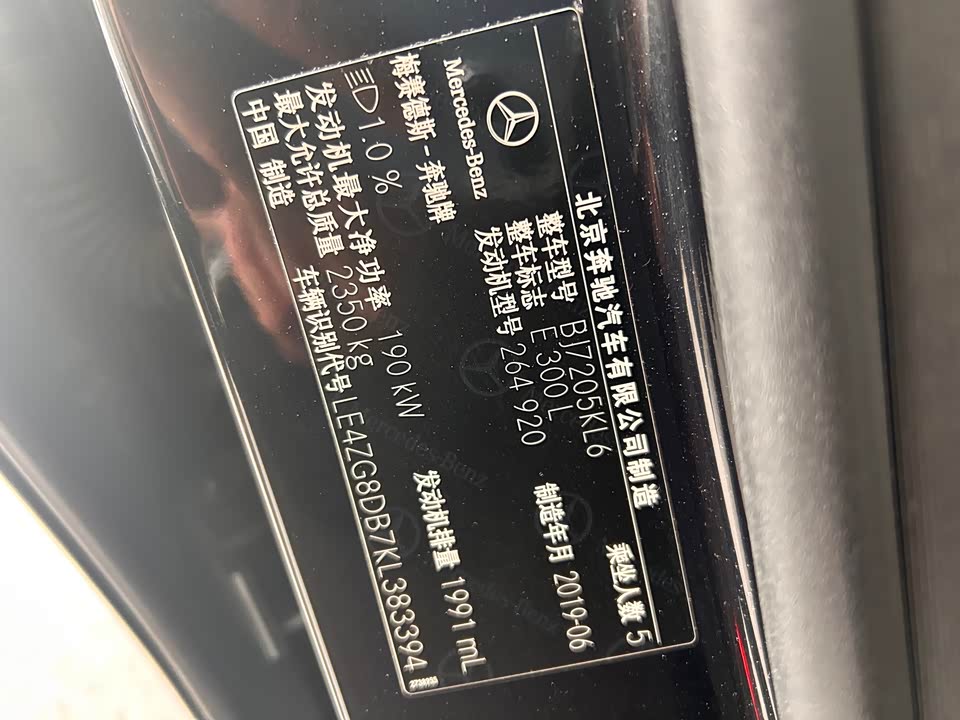 北京奔驰汽车有限公司制造 乘坐人数 5
整车型号 BJ7205KL6 制造年月 2019-06
整车标志 E 300 L
发动机型号 264 920
Mercedes-Benz
梅赛德斯-奔驰牌
1.0 % 发动机排量 1991 mL
发动机最大净功率 190 kW
最大允许总质量 2350 kg
中国 制造 车辆识别代号 LE4ZG8DB7KL383394